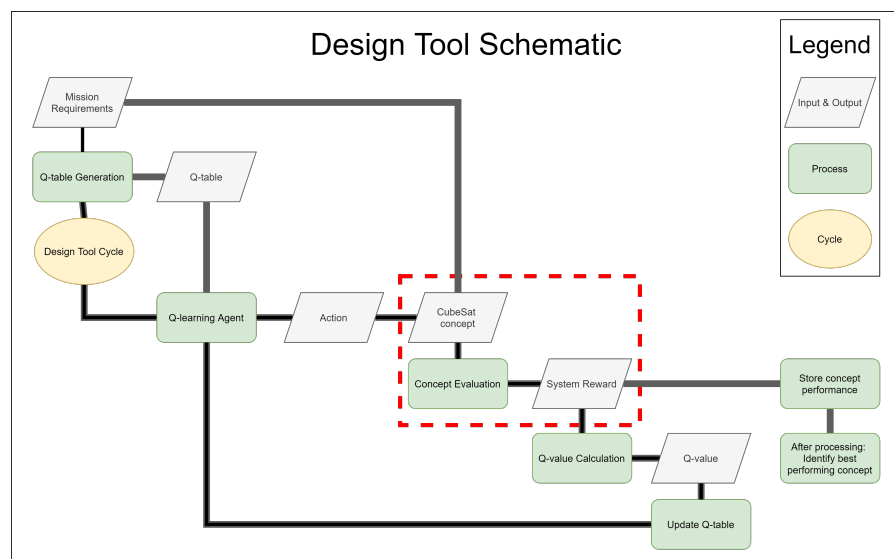 Design Tool Schematic
Legend
Input & Output
Process
Cycle
Mission
Requirements
Q-table Generation
Q-table
Design Tool Cycle
Q-learning Agent
Action
CubeSat
concept
Concept Evaluation
System Reward
Store concept
performance
Q-value Calculation
Q-value
After processing:
Identify best
performing concept
Update Q-table